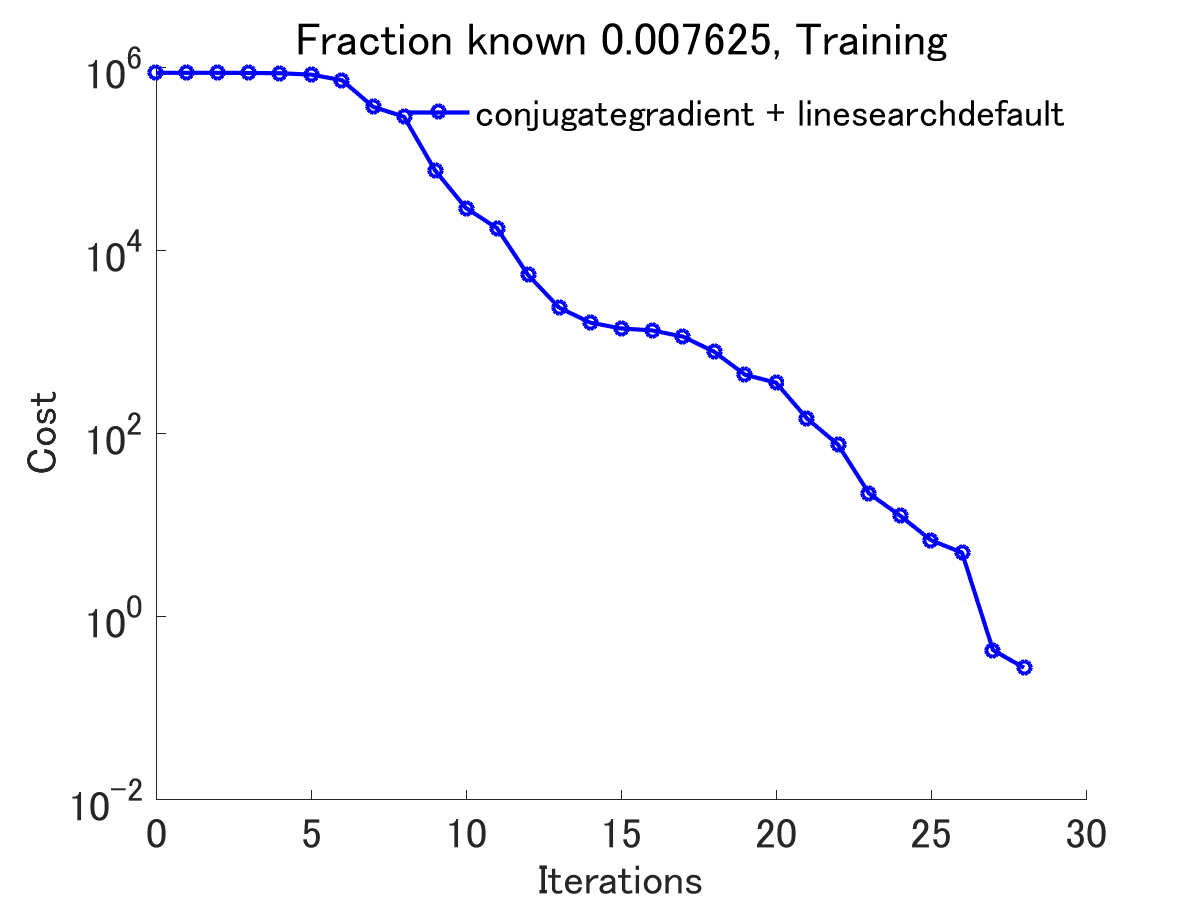 Fraction known 0.007625, Training
conjugategradient + linesearchdefault
10^6
10^4
10^2
10^0
10^-2
Cost
0 5 10 15 20 25 30
Iterations